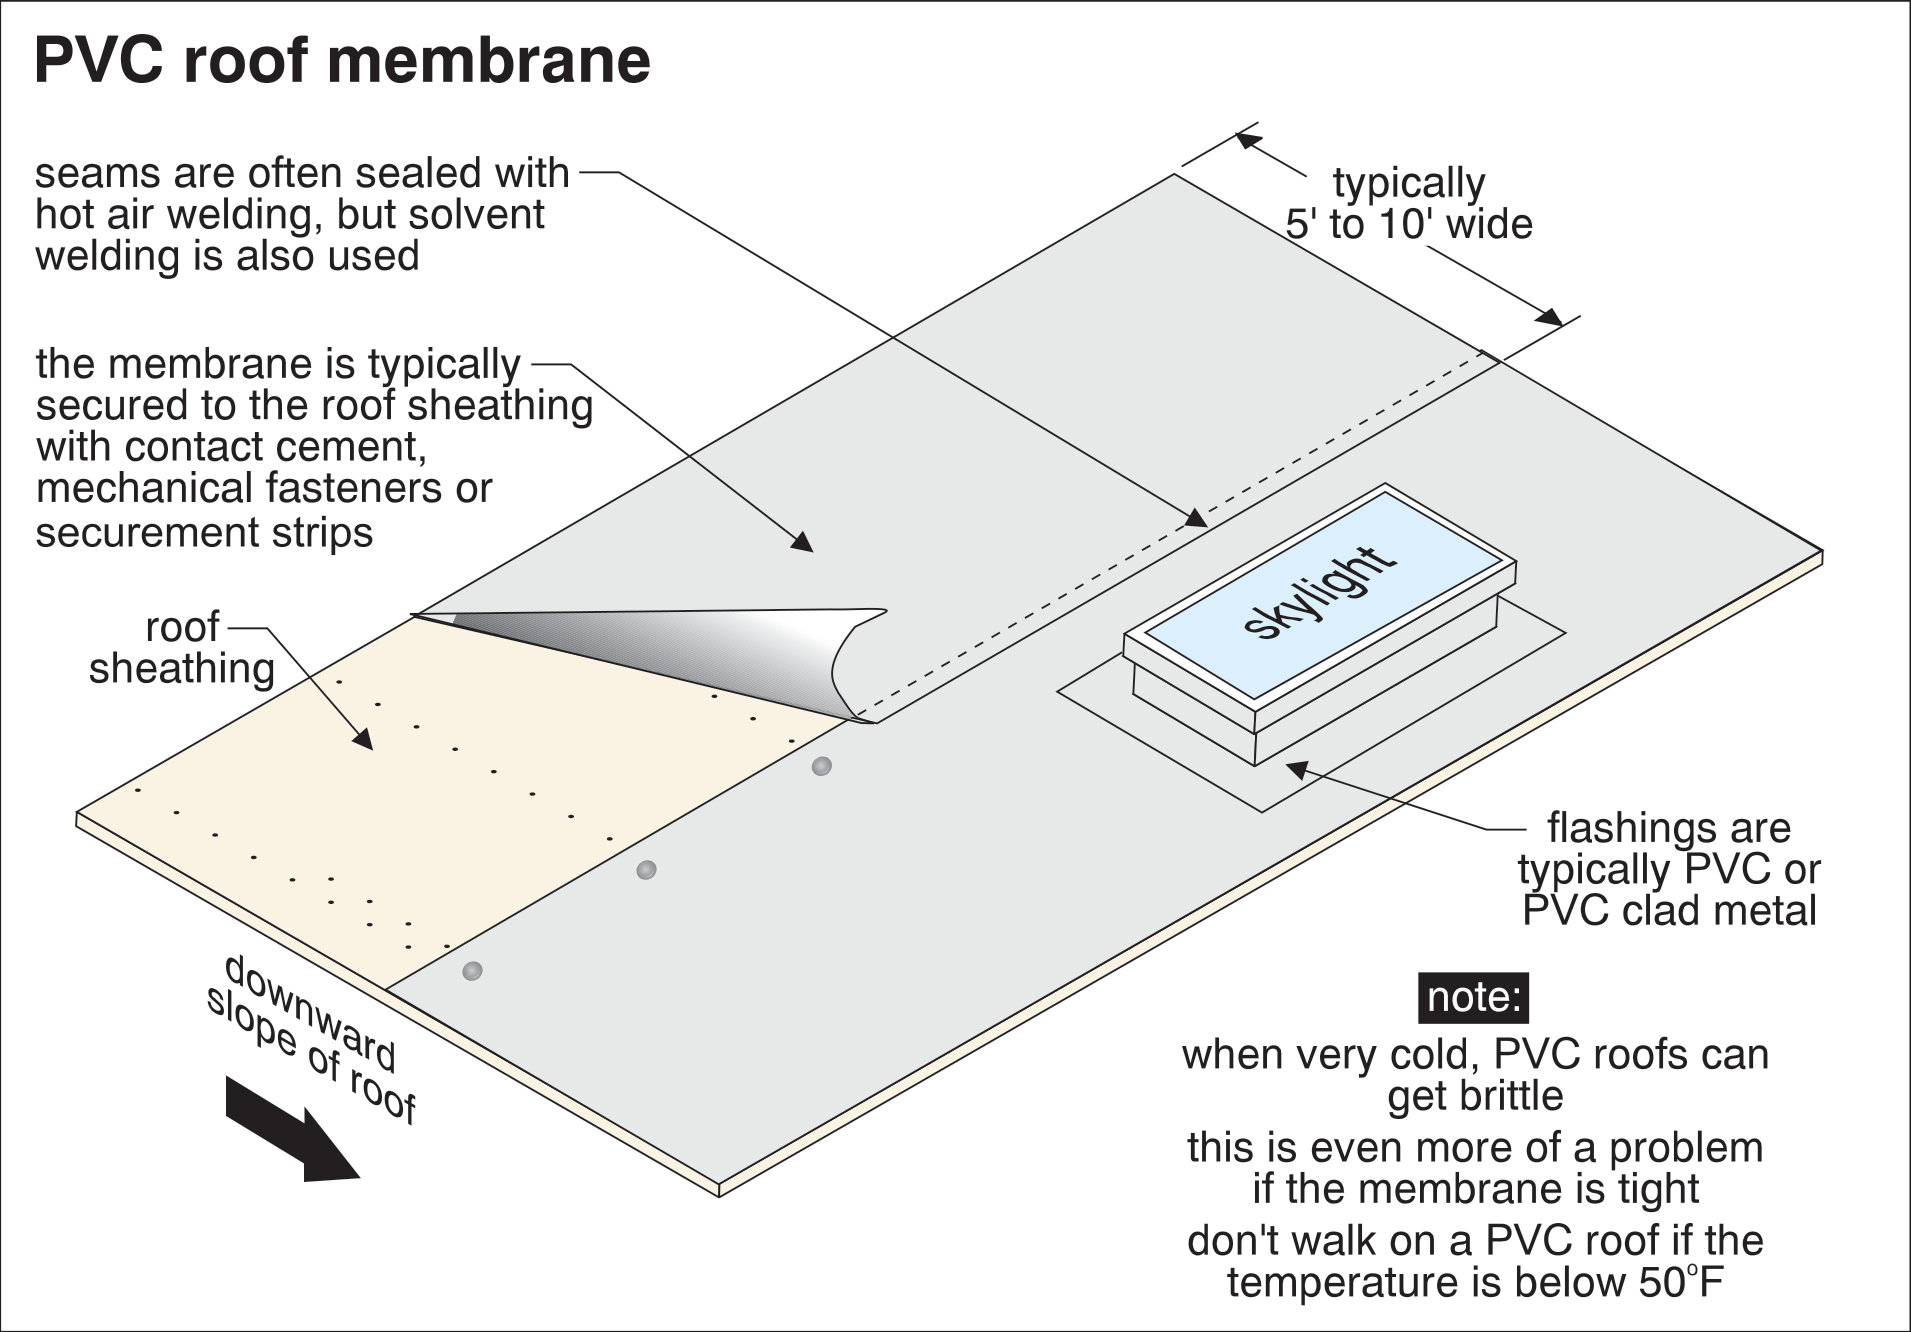 PVC roof membrane
seams are often sealed with
hot air welding, but solvent
welding is also used
typically
5' to 10' wide
the membrane is typically
secured to the roof sheathing
with contact cement,
mechanical fasteners or
securement strips
roof
sheathing
skylight
flashings are
typically PVC or
PVC clad metal
downward
slope of roof
note:
when very cold, PVC roofs can
get brittle
this is even more of a problem
if the membrane is tight
don't walk on a PVC roof if the
temperature is below 50°F